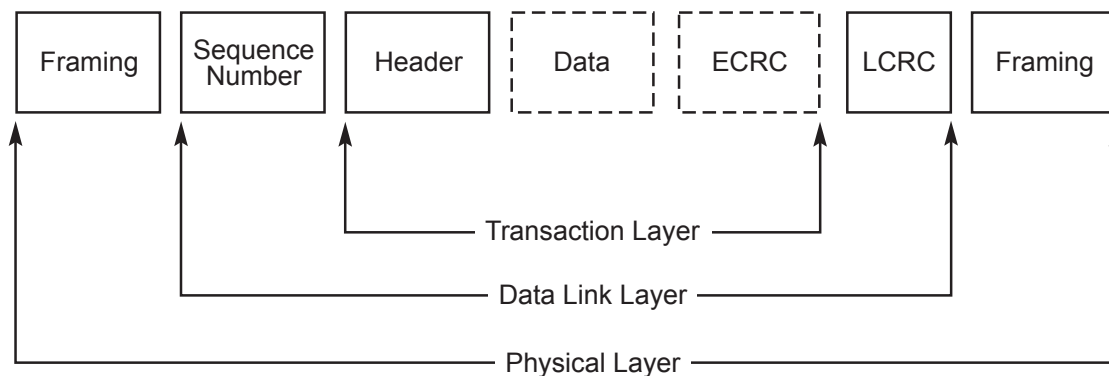 Framing
Sequence
Number
Header
Data
ECRC
LCRC
Framing
Transaction Layer
Data Link Layer
Physical Layer